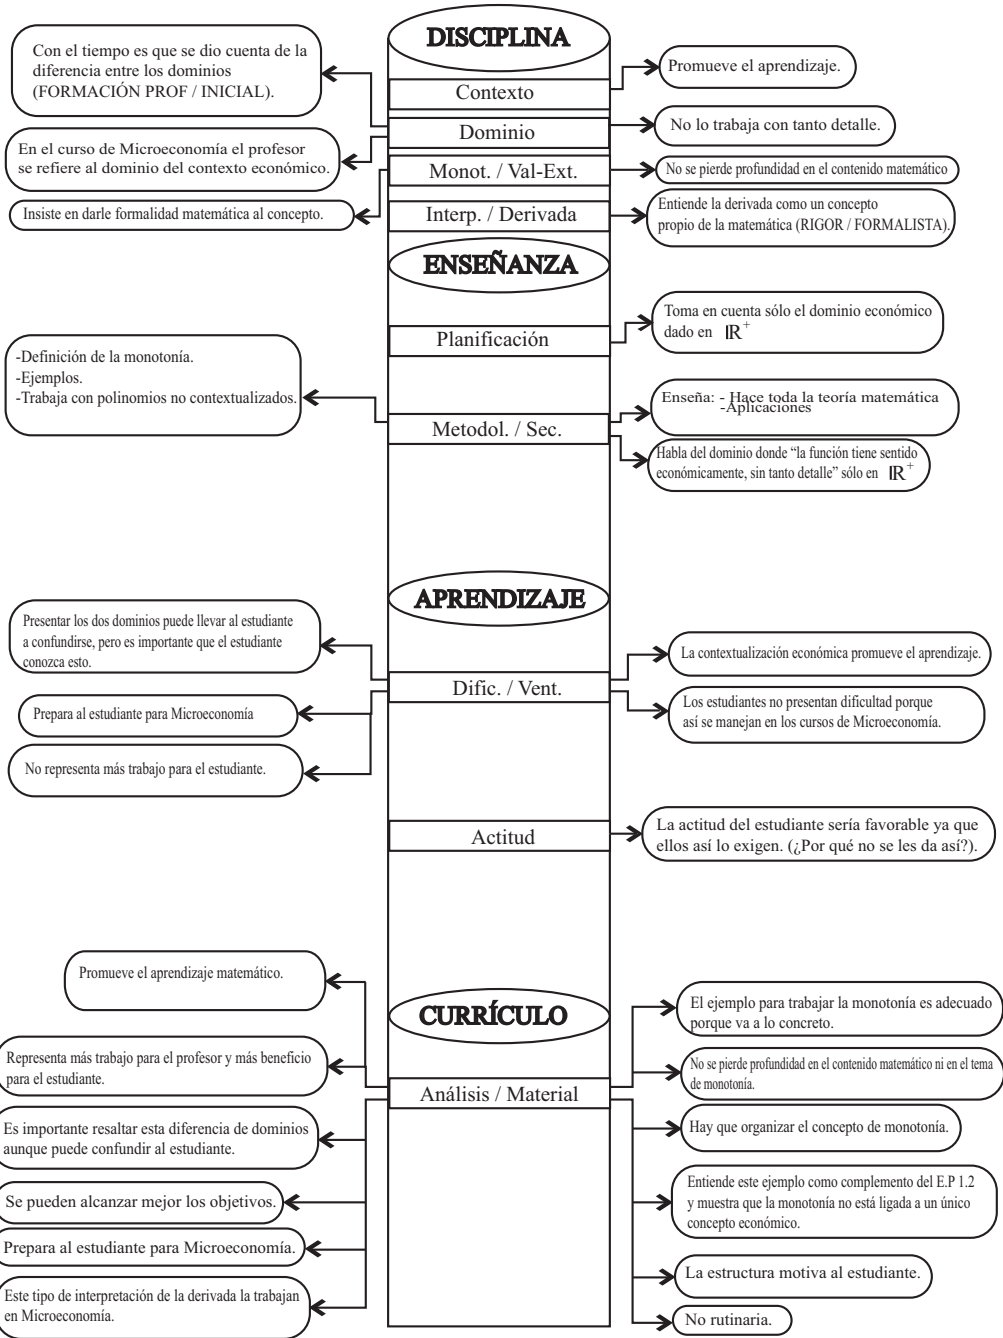 DISCIPLINA
Con el tiempo es que se dio cuenta de la
diferencia entre los dominios
(FORMACIÓN PROF / INICIAL).
Contexto
Promueve el aprendizaje.
Dominio
No lo trabaja con tanto detalle.
En el curso de Microeconomía el profesor
se refiere al dominio del contexto económico.
Monot. / Val-Ext.
No se pierde profundidad en el contenido matemático
Insiste en darle formalidad matemática al concepto.
Interp. / Derivada
Entiende la derivada como un concepto
propio de la matemática (RIGOR / FORMALISTA).
ENSEÑANZA
Planificación
Toma en cuenta sólo el dominio económico
dado en ℝ⁺
-Definición de la monotonía.
-Ejemplos.
-Trabaja con polinomios no contextualizados.
Metodol. / Sec.
Enseña: - Hace toda la teoría matemática
-Aplicaciones
Habla del dominio donde “la función tiene sentido
económicamente, sin tanto detalle” sólo en ℝ⁺
APRENDIZAJE
Presentar los dos dominios puede llevar al estudiante
a confundirse, pero es importante que el estudiante
conozca esto.
Dific. / Vent.
La contextualización económica promueve el aprendizaje.
Prepara al estudiante para Microeconomía
Los estudiantes no presentan dificultad porque
así se manejan en los cursos de Microeconomía.
No representa más trabajo para el estudiante.
Actitud
La actitud del estudiante sería favorable ya que
ellos así lo exigen. (¿Por qué no se les da así?).
CURRÍCULO
Promueve el aprendizaje matemático.
El ejemplo para trabajar la monotonía es adecuado
porque va a lo concreto.
Representa más trabajo para el profesor y más beneficio
para el estudiante.
No se pierde profundidad en el contenido matemático ni en el tema
de monotonía.
Análisis / Material
Es importante resaltar esta diferencia de dominios
aunque puede confundir al estudiante.
Hay que organizar el concepto de monotonía.
Se pueden alcanzar mejor los objetivos.
Entiende este ejemplo como complemento del E.P 1.2
y muestra que la monotonía no está ligada a un único
concepto económico.
Prepara al estudiante para Microeconomía.
La estructura motiva al estudiante.
Este tipo de interpretación de la derivada la trabajan
en Microeconomía.
No rutinaria.